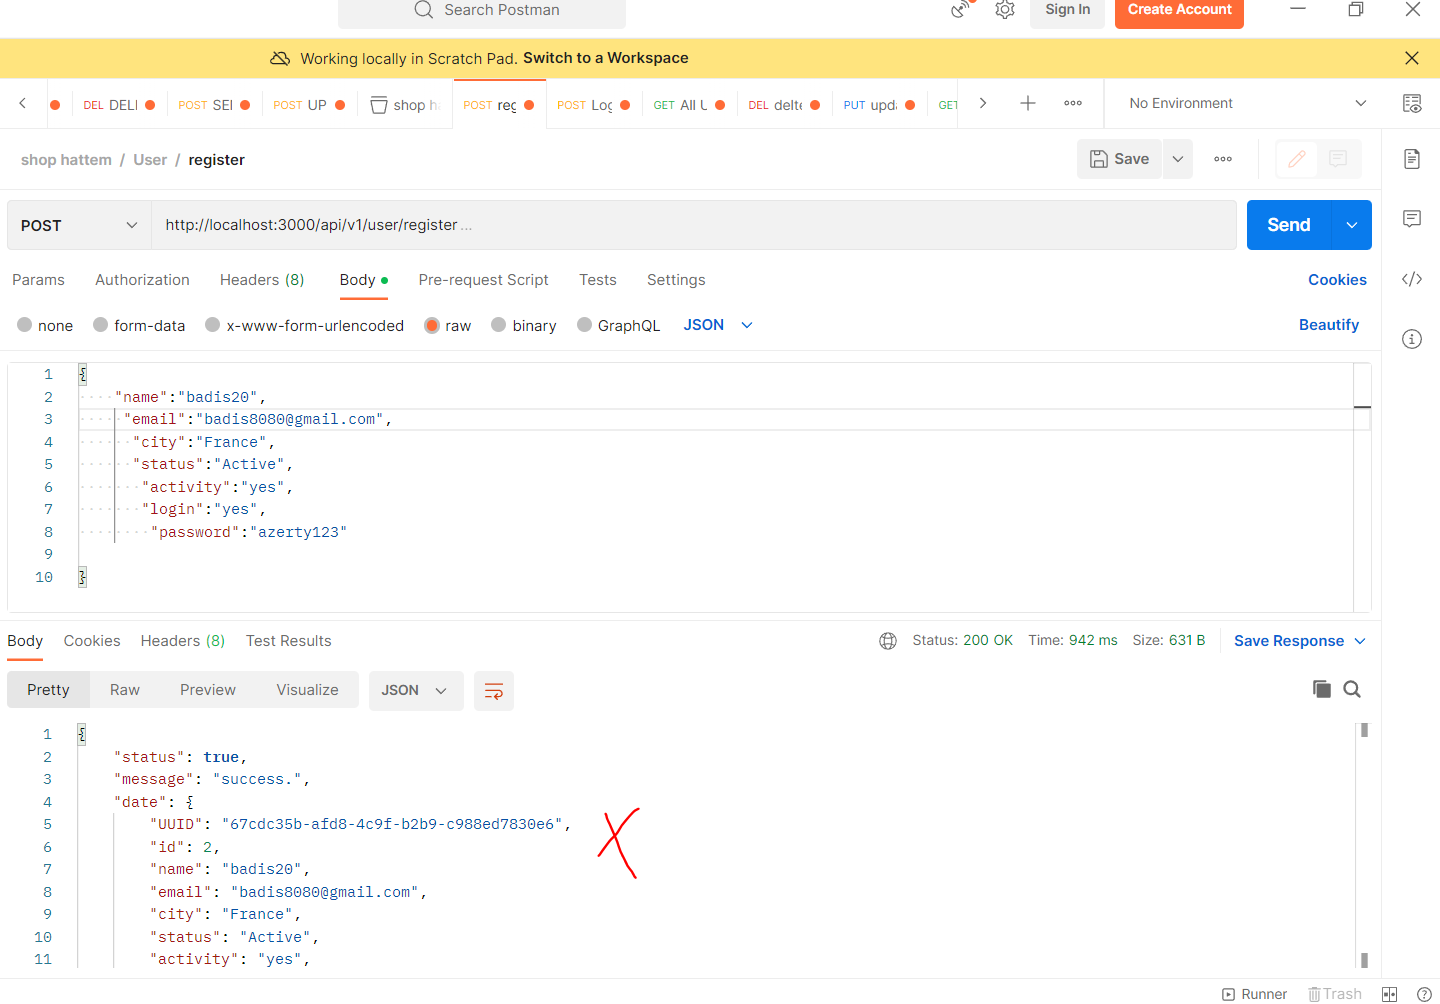 Search Postman
Sign In
Create Account
Working locally in Scratch Pad. Switch to a Workspace
DEL DELI
POST SEI
POST UP
shop h
POST reg
POST Log
GET All U
DEL delte
PUT upda
GET
No Environment
shop hattem / User / register
Save
POST
http://localhost:3000/api/v1/user/register ...
Send
Params Authorization Headers (8) Body Pre-request Script Tests Settings
Cookies
none form-data x-www-form-urlencoded raw binary GraphQL JSON
Beautify
1 {
2 "name":"badis20",
3 "email":"badis8080@gmail.com",
4 "city":"France",
5 "status":"Active",
6 "activity":"yes",
7 "login":"yes",
8 "password":"azerty123"
9
10 }
Body Cookies Headers (8) Test Results
Status: 200 OK Time: 942 ms Size: 631 B
Save Response
Pretty Raw Preview Visualize JSON
1 {
2 "status": true,
3 "message": "success.",
4 "date": {
5 "UUID": "67cdc35b-afd8-4c9f-b2b9-c988ed7830e6",
6 "id": 2,
7 "name": "badis20",
8 "email": "badis8080@gmail.com",
9 "city": "France",
10 "status": "Active",
11 "activity": "yes",
Runner Trash